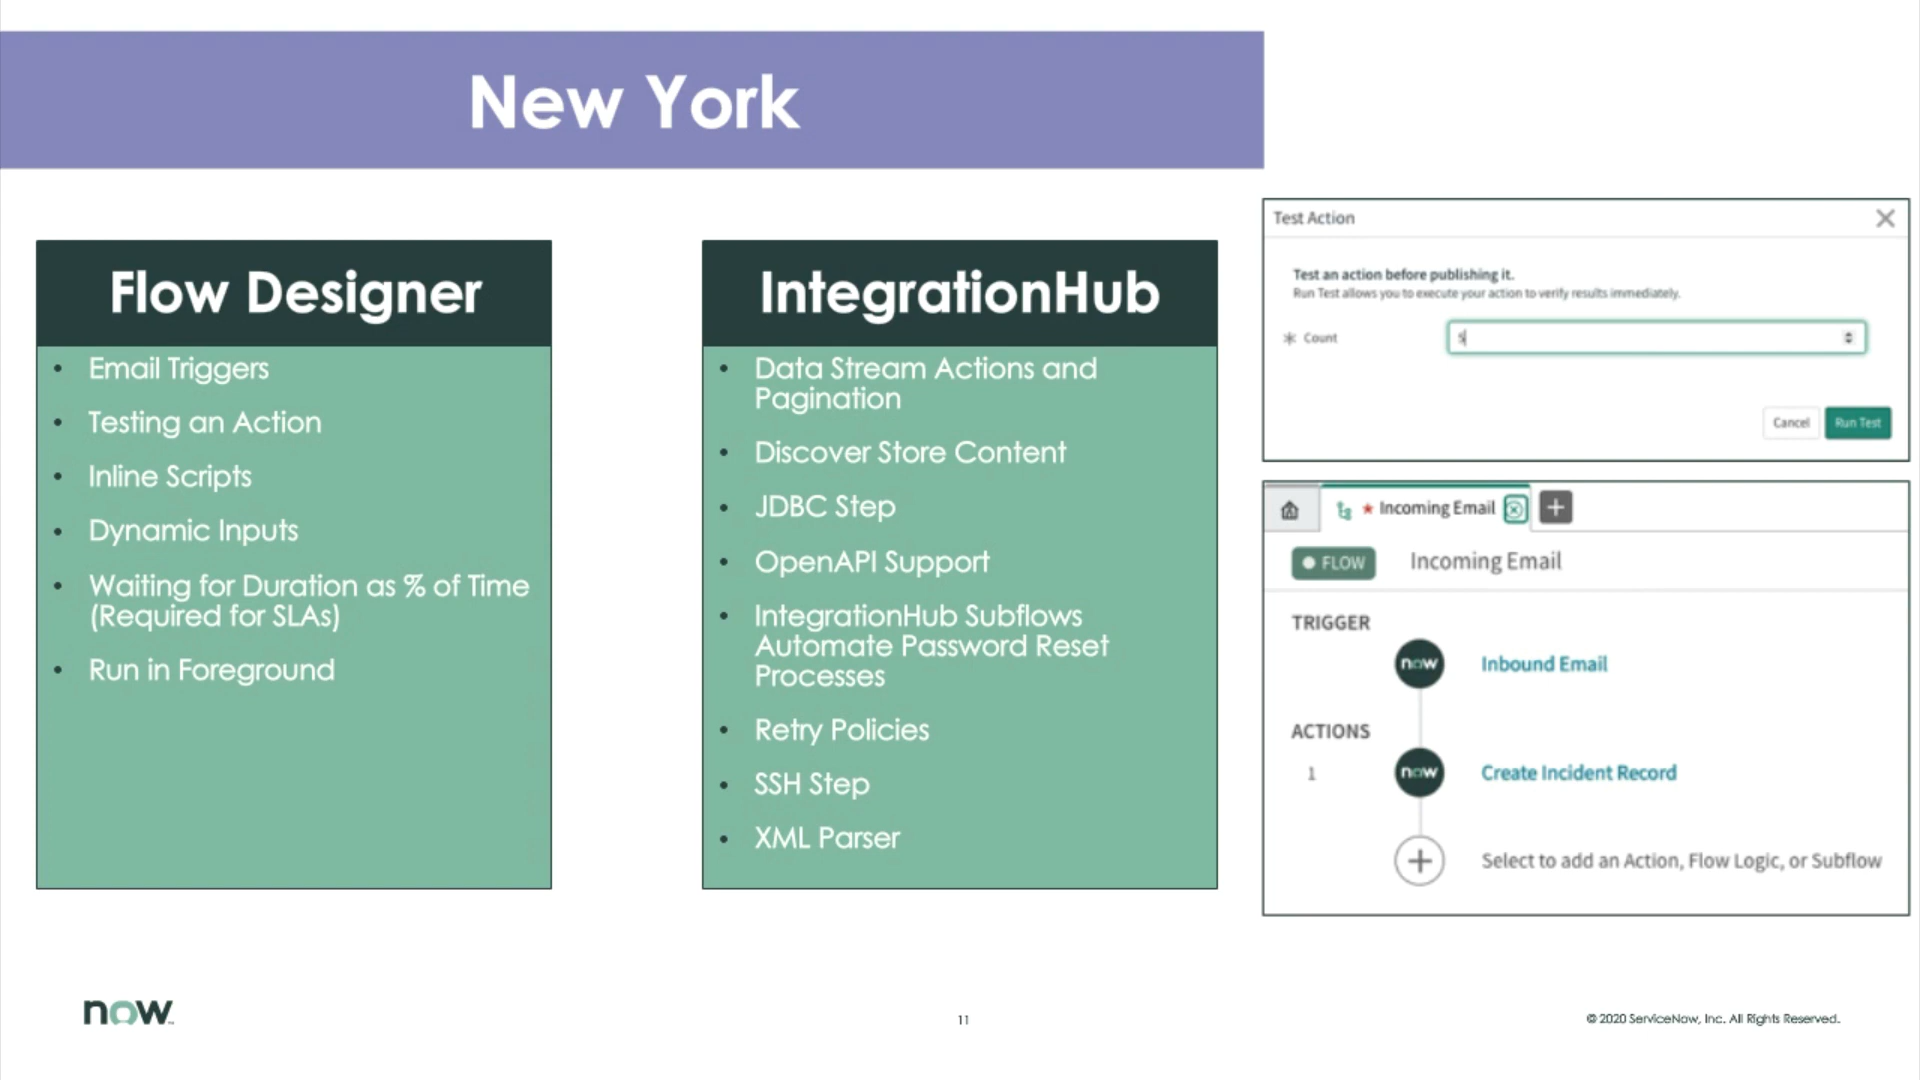 New York
Flow Designer
• Email Triggers
• Testing an Action
• Inline Scripts
• Dynamic Inputs
• Waiting for Duration as % of Time
(Required for SLAs)
• Run in Foreground
IntegrationHub
• Data Stream Actions and
Pagination
• Discover Store Content
• JDBC Step
• OpenAPI Support
• IntegrationHub Subflows
Automate Password Reset
Processes
• Retry Policies
• SSH Step
• XML Parser
Test Action
Test an action before publishing it.
Run Test allows you to execute your action to verify results immediately.
Count
5
Cancel Run Test
Incoming Email
FLOW Incoming Email
TRIGGER
now Inbound Email
ACTIONS
1 now Create Incident Record
Select to add an Action, Flow Logic, or Subflow
now
11
© 2020 ServiceNow, Inc. All Rights Reserved.